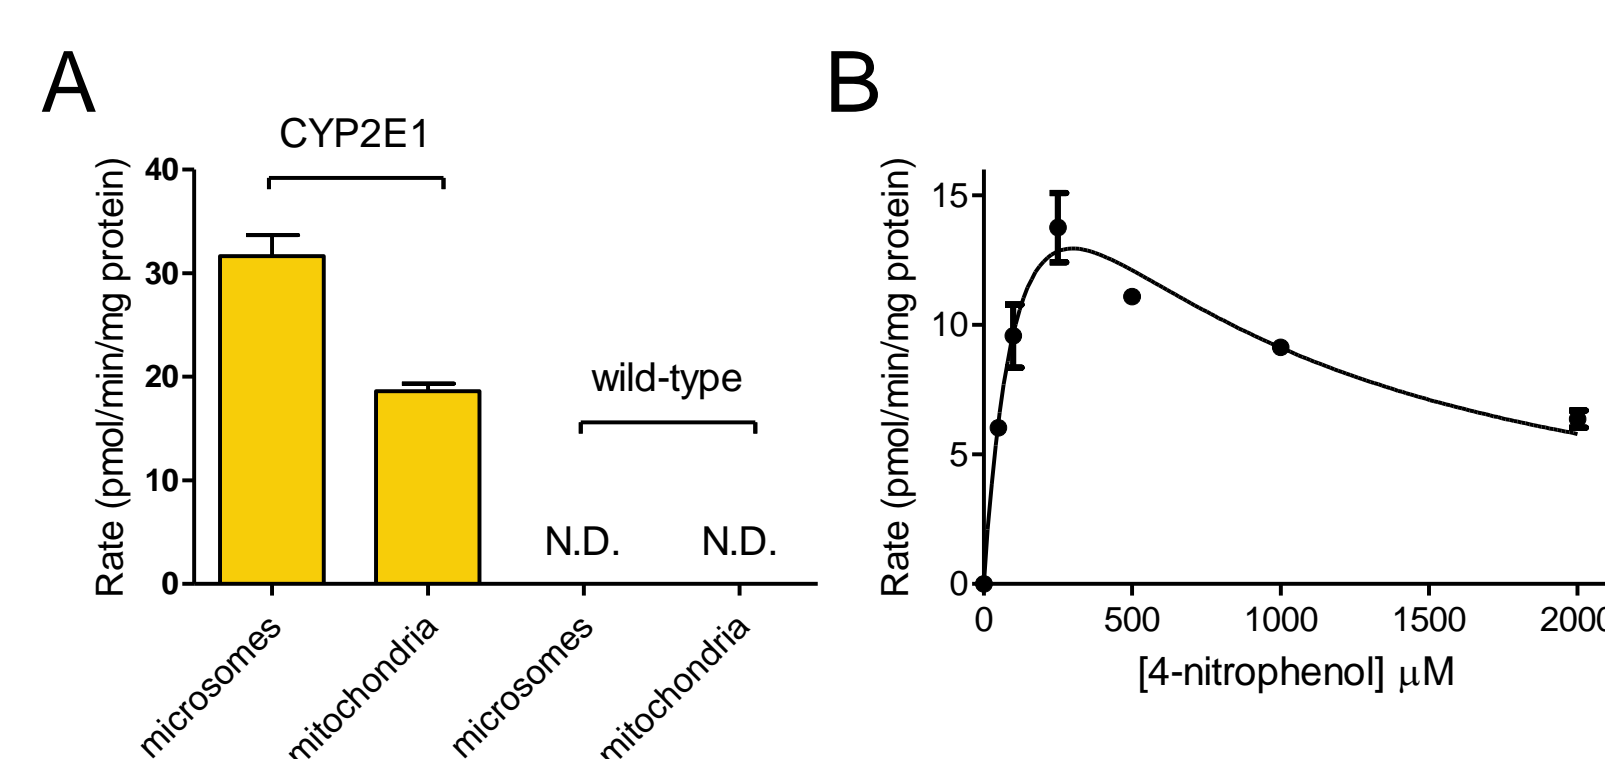 A
CYP2E1
Rate (pmol/min/mg protein)
40
30
20
10
0
wild-type
N.D.
N.D.
microsomes
mitochondria
microsomes
mitochondria
B
Rate (pmol/min/mg protein)
15
10
5
0
0
500
1000
1500
2000
[4-nitrophenol] μM